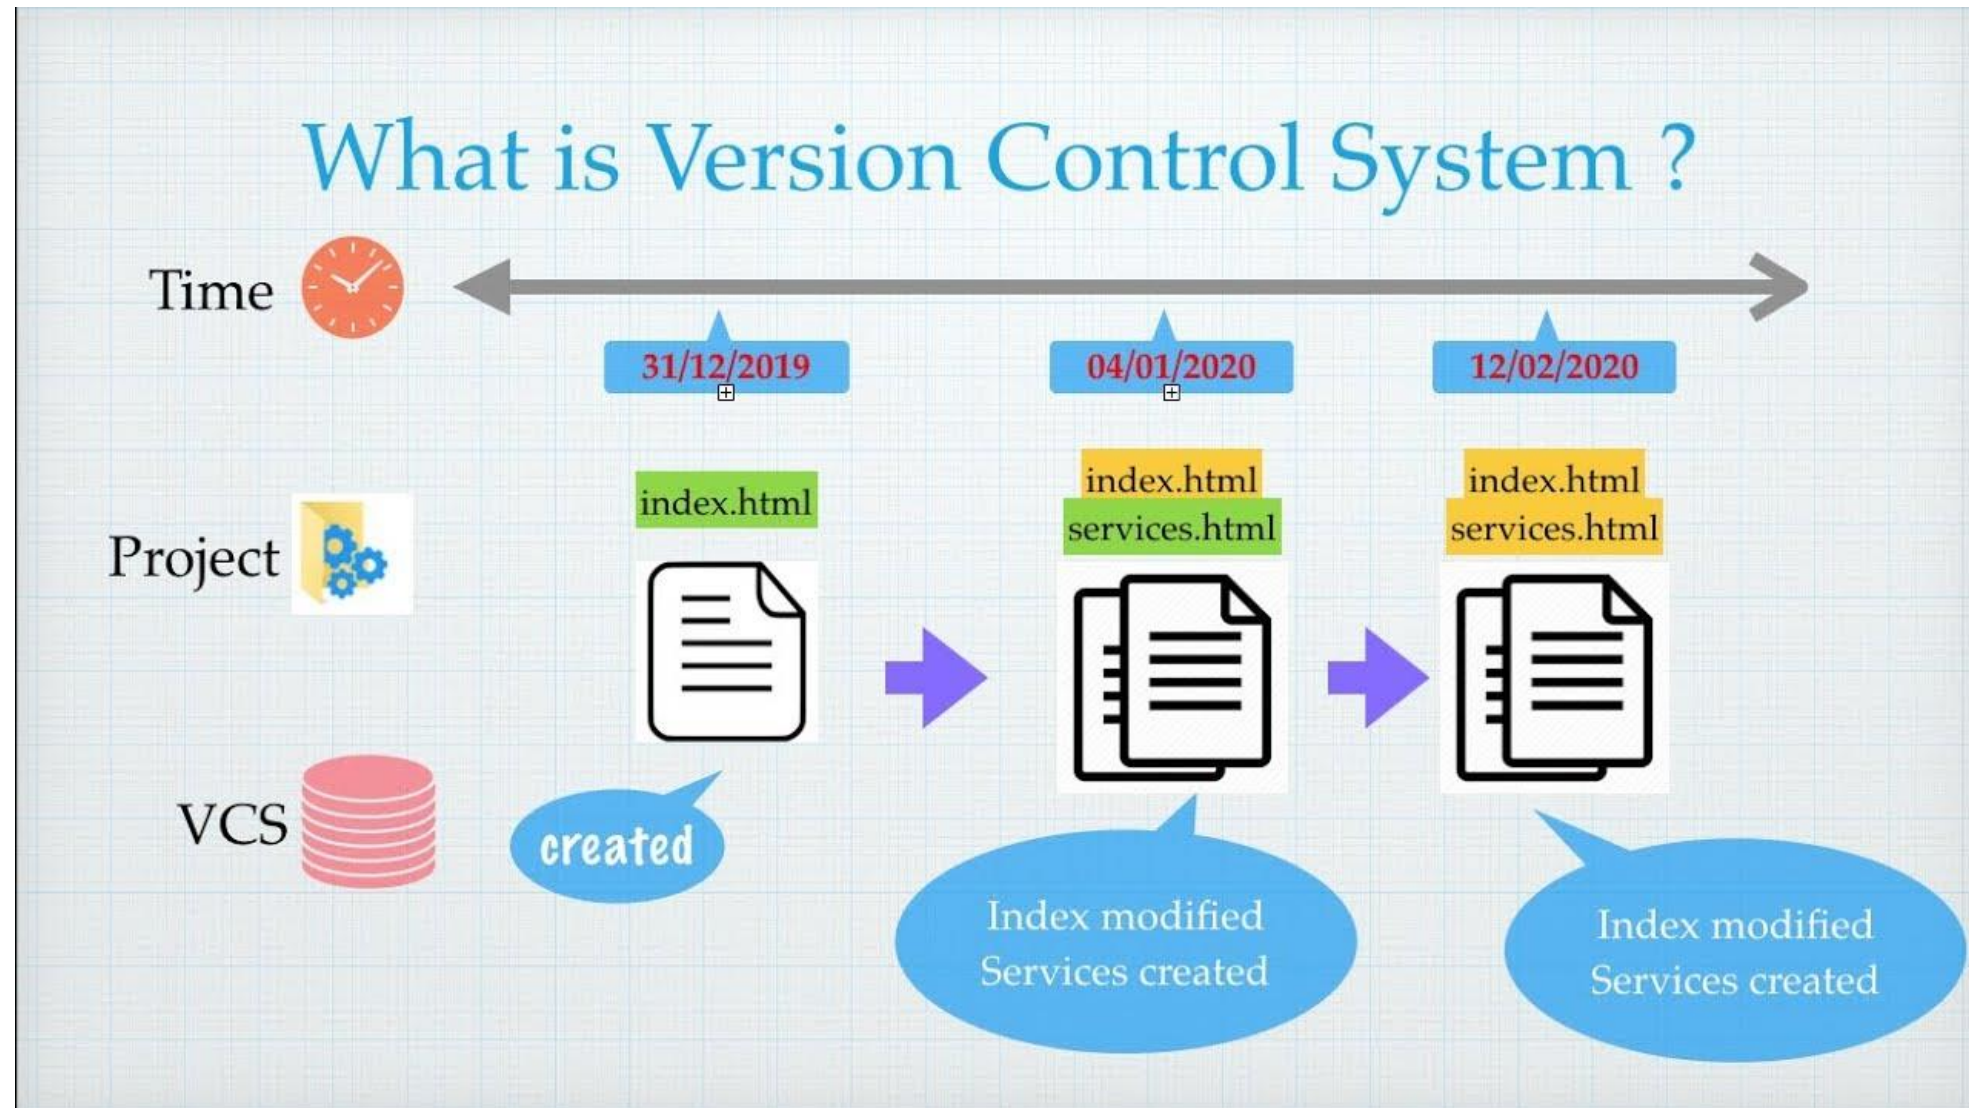 What is Version Control System ?
Time
31/12/2019
04/01/2020
12/02/2020
Project
index.html
index.html
services.html
index.html
services.html
VCS
created
Index modified
Services created
Index modified
Services created